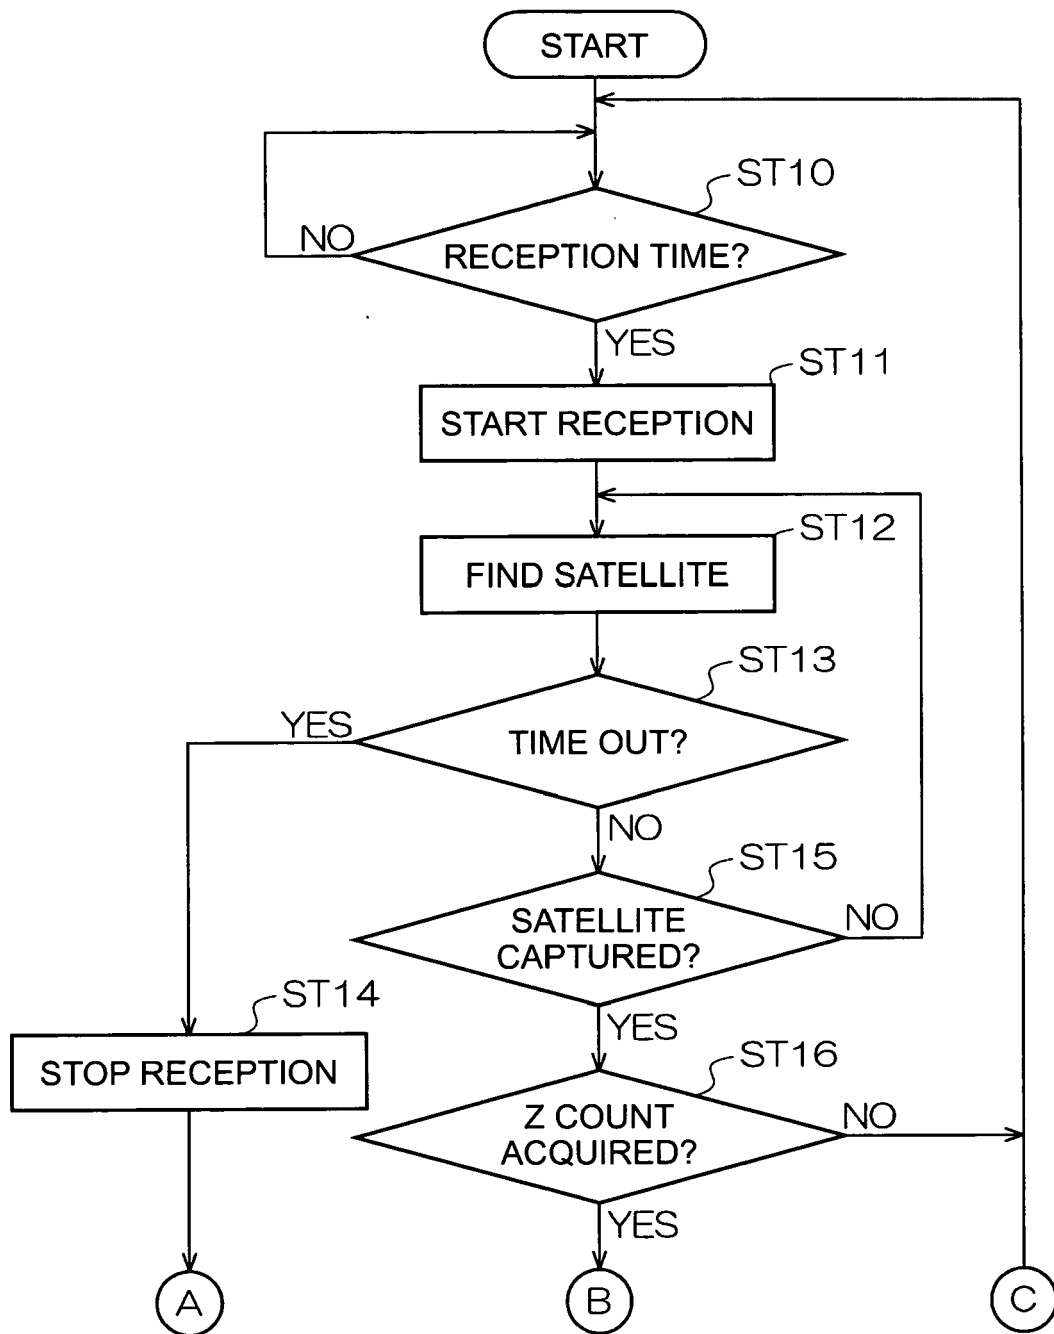 START
ST10
NO
RECEPTION TIME?
YES
ST11
START RECEPTION
ST12
FIND SATELLITE
ST13
YES
TIME OUT?
NO
ST15
SATELLITE
CAPTURED?
NO
ST14
YES
STOP RECEPTION
ST16
Z COUNT
ACQUIRED?
NO
YES
A
B
C